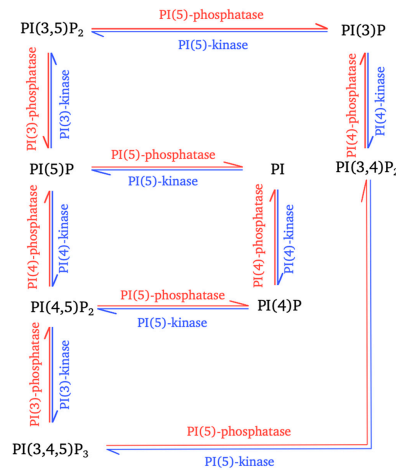 PI(5)-phosphatase
PI(3,5)P₂
PI(3)P
PI(5)-kinase
PI(3)-phosphatase
PI(3)-kinase
PI(4)-phosphatase
PI(4)-kinase
PI(5)-phosphatase
PI(5)P
PI
PI(3,4)P₂
PI(5)-kinase
PI(4)-phosphatase
PI(4)-kinase
PI(4)-phosphatase
PI(4)-kinase
PI(5)-phosphatase
PI(4,5)P₂
PI(4)P
PI(5)-kinase
PI(3)-phosphatase
PI(3)-kinase
PI(5)-phosphatase
PI(3,4,5)P₃
PI(5)-kinase